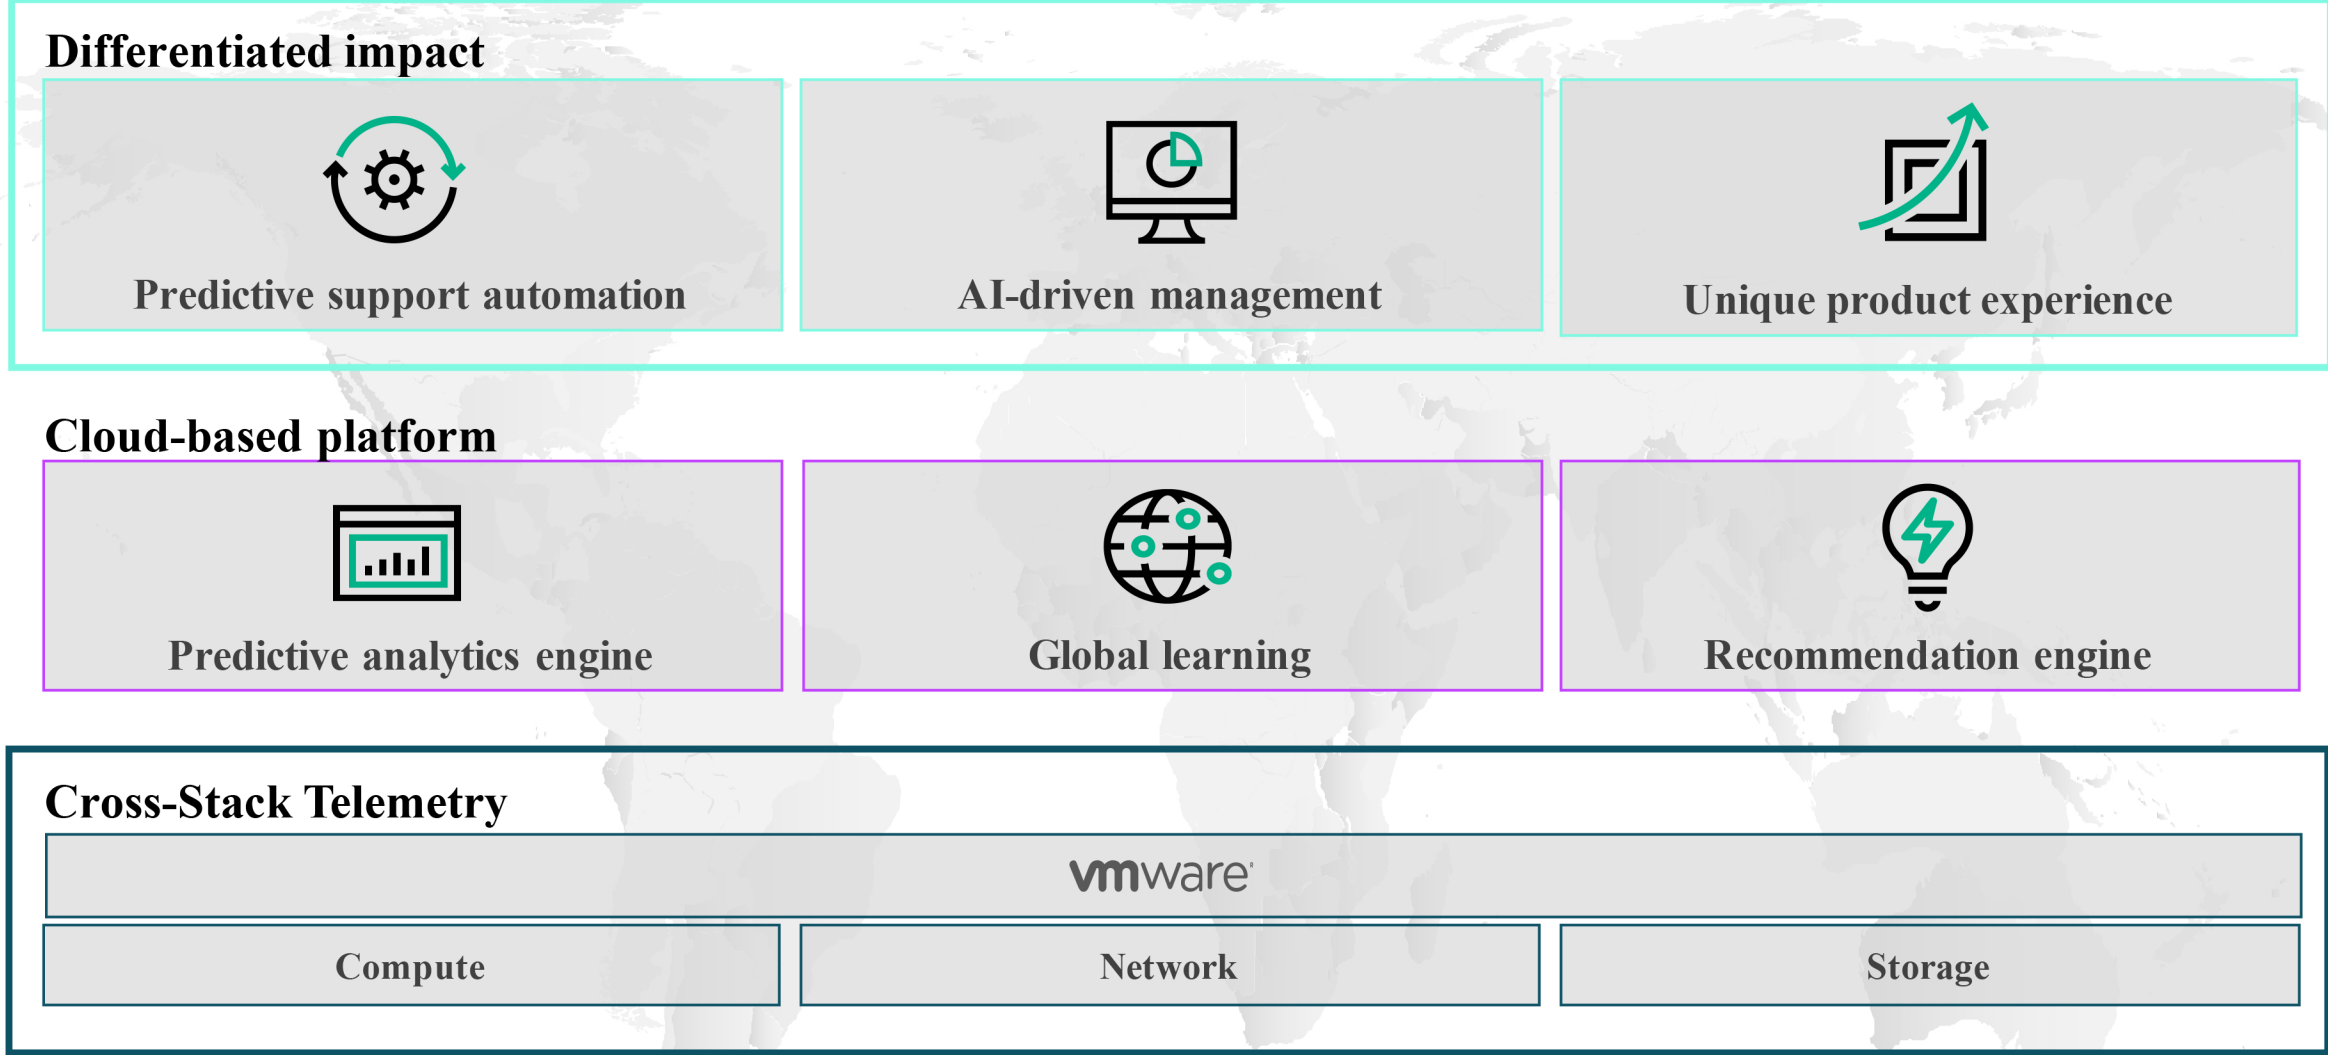 Differentiated impact
Predictive support automation
AI-driven management
Unique product experience
Cloud-based platform
Predictive analytics engine
Global learning
Recommendation engine
Cross-Stack Telemetry
vmware
Compute
Network
Storage